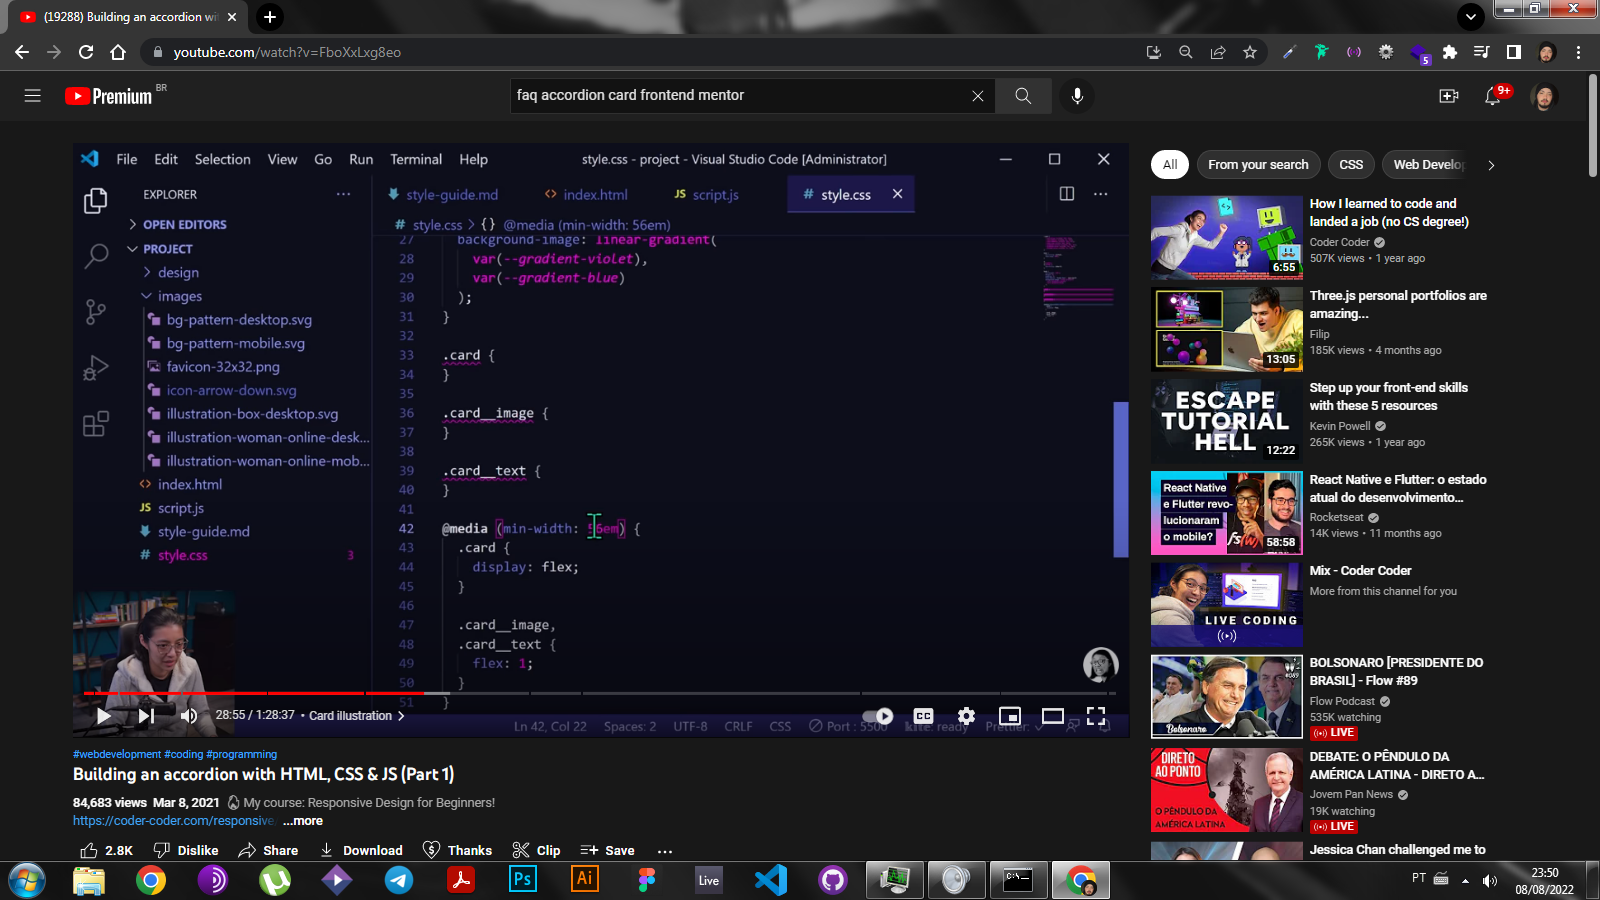 (19288) Building an accordion wi
youtube.com/watch?v=FboXxLxg8eo
5
Premium BR
faq accordion card frontend mentor
9+
File Edit Selection View Go Run Terminal Help
style.css - project - Visual Studio Code [Administrator]
EXPLORER
OPEN EDITORS
PROJECT
design
images
bg-pattern-desktop.svg
bg-pattern-mobile.svg
favicon-32x32.png
icon-arrow-down.svg
illustration-box-desktop.svg
illustration-woman-online-desk...
illustration-woman-online-mob...
index.html
JS script.js
style-guide.md
# style.css 3
style-guide.md
<> index.html
JS script.js
# style.css
# style.css > {} @media (min-width: 56em)
27 background-image: linear-gradient(
28 var(--gradient-violet),
29 var(--gradient-blue)
30 );
31 }
32
33 .card {
34 }
35
36 .card__image {
37 }
38
39 .card__text {
40 }
41
42 @media (min-width: 56em) {
43 .card {
44 display: flex;
45 }
46
47 .card__image,
48 .card__text {
49 flex: 1;
50 }
51 }
Ln 42, Col 22 Spaces: 2 UTF-8 CRLF CSS Port : 5500 kite: ready Prettier:
28:55 / 1:28:37 • Card illustration
CC
#webdevelopment #coding #programming
Building an accordion with HTML, CSS & JS (Part 1)
84,683 views Mar 8, 2021 My course: Responsive Design for Beginners!
https://coder-coder.com/responsive ...more
2.8K Dislike Share Download Thanks Clip Save ...
All From your search CSS Web Develop
How I learned to code and
landed a job (no CS degree!)
Coder Coder
507K views • 1 year ago
6:55
Three.js personal portfolios are
amazing...
Filip
185K views • 4 months ago
13:05
ESCAPE
TUTORIAL
HELL
12:22
Step up your front-end skills
with these 5 resources
Kevin Powell
265K views • 1 year ago
React Native
e Flutter revo-
lucionaram
o mobile?
fs(w)
58:58
React Native e Flutter: o estado
atual do desenvolvimento...
Rocketseat
14K views • 11 months ago
LIVE CODING
Mix - Coder Coder
More from this channel for you
#089
Bolsonaro
BOLSONARO [PRESIDENTE DO
BRASIL] - Flow #89
Flow Podcast
535K watching
LIVE
DIRETO
AO PONTO
O PÊNDULO DA
AMÉRICA LATINA
DEBATE: O PÊNDULO DA
AMÉRICA LATINA - DIRETO A...
Jovem Pan News
19K watching
LIVE
Jessica Chan challenged me to
Ps
Ai
Live
C:\_
PT
23:50
08/08/2022